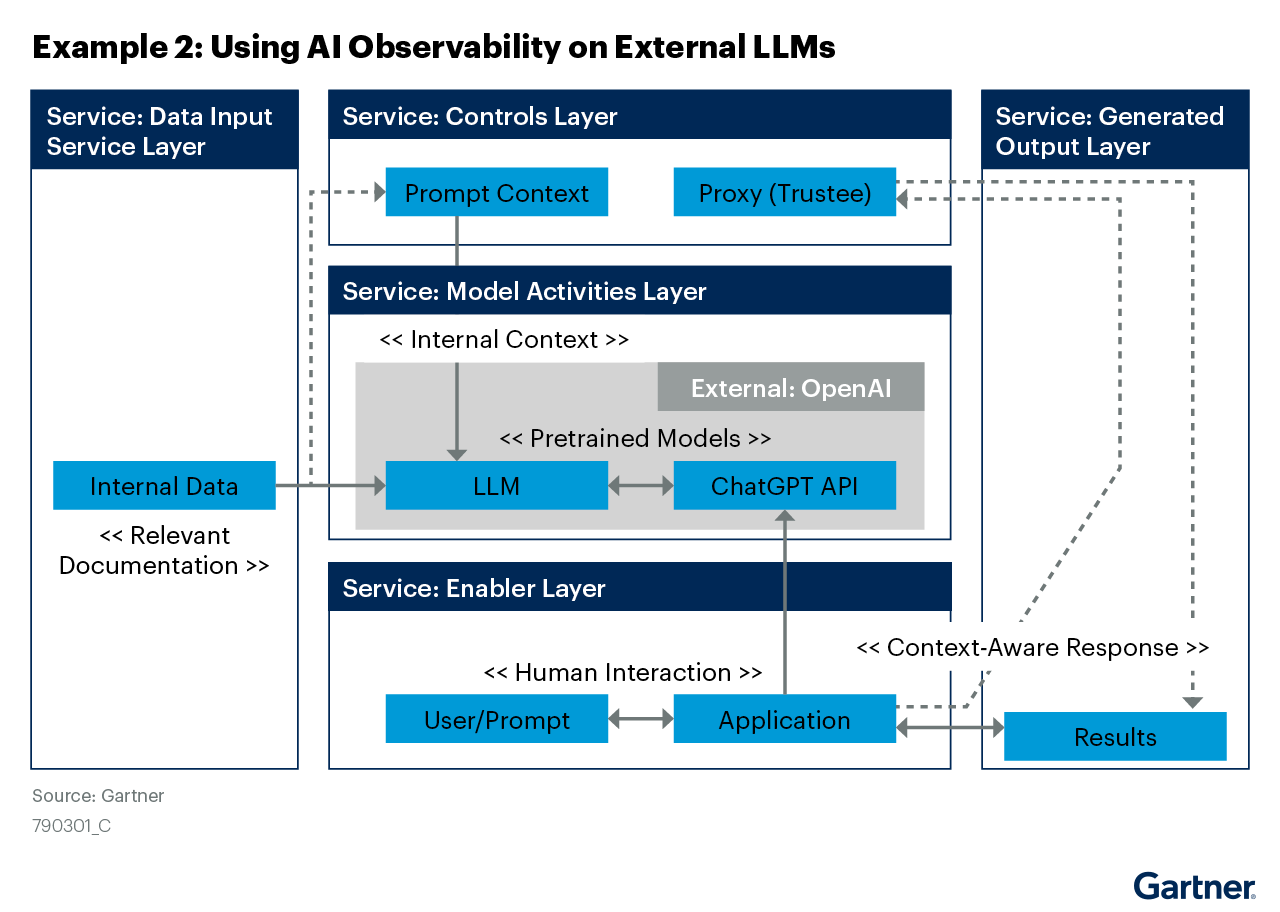 Example 2: Using AI Observability on External LLMs
Service: Data Input
Service Layer
Internal Data
<< Relevant
Documentation >>
Service: Controls Layer
Prompt Context
Proxy (Trustee)
Service: Model Activities Layer
<< Internal Context >>
External: OpenAI
<< Pretrained Models >>
LLM
ChatGPT API
Service: Enabler Layer
<< Human Interaction >>
User/Prompt
Application
Service: Generated
Output Layer
<< Context-Aware Response >>
Results
Source: Gartner
790301_C
Gartner®